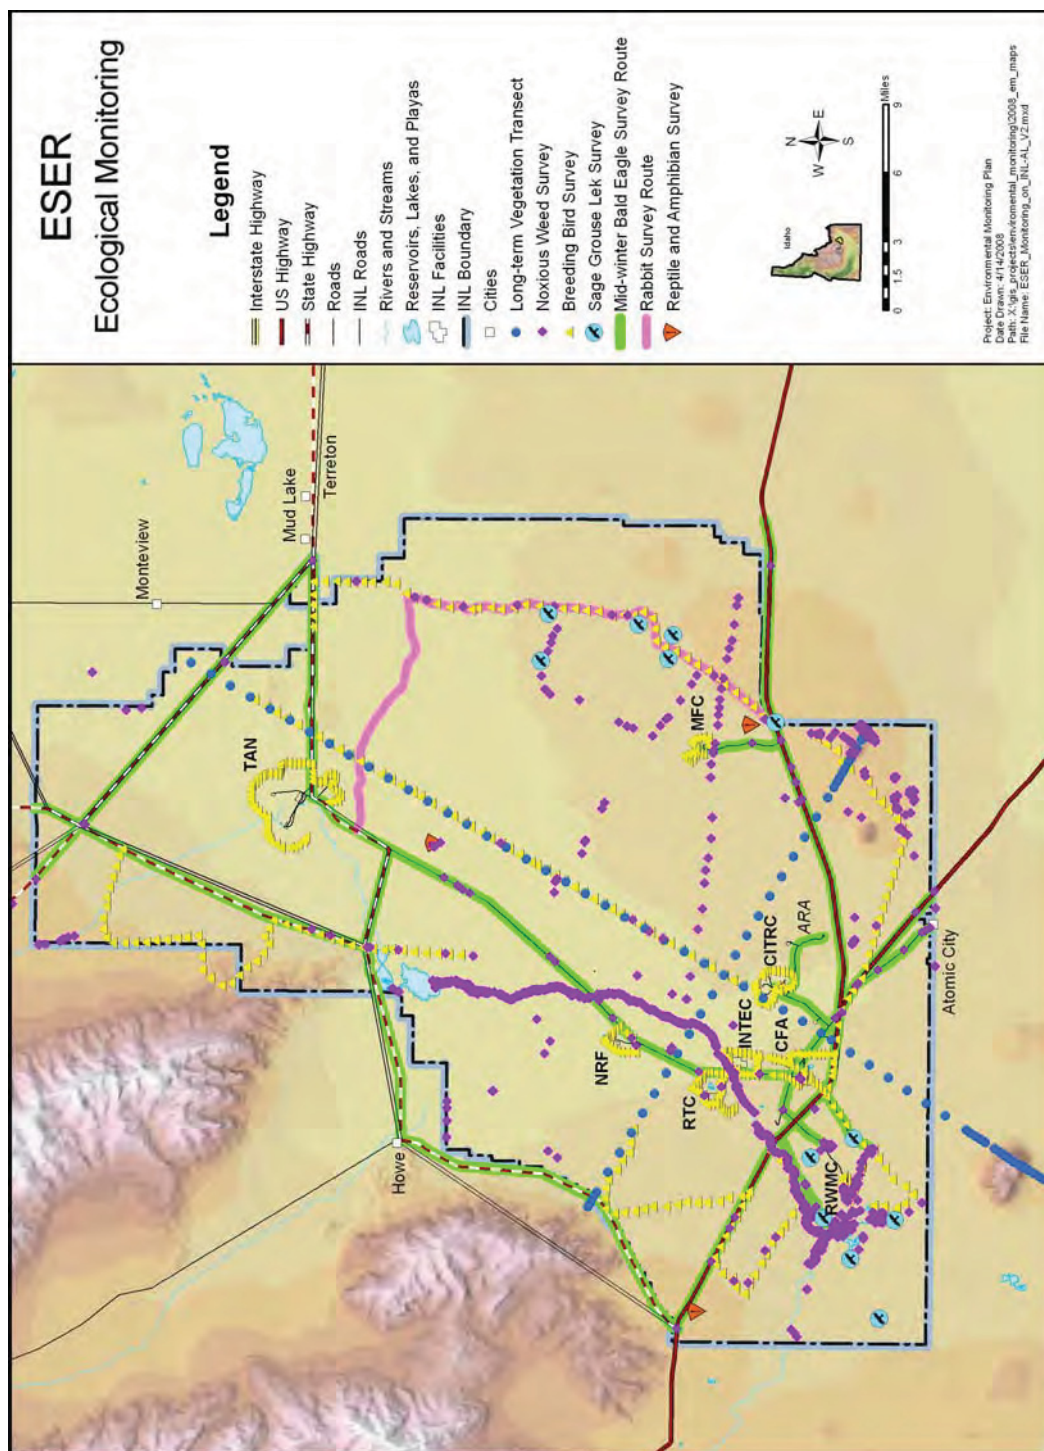 ESER
Ecological Monitoring
Legend
Interstate Highway
US Highway
State Highway
Roads
INL Roads
Rivers and Streams
Reservoirs, Lakes, and Playas
INL Facilities
INL Boundary
Cities
Long-term Vegetation Transect
Noxious Weed Survey
Breeding Bird Survey
Sage Grouse Lek Survey
Mid-winter Bald Eagle Survey Route
Rabbit Survey Route
Reptile and Amphibian Survey
Idaho
N
W E
S
0 1.5 3 6 9
Miles
Project: Environmental Monitoring Plan
Date Drawn: 4/14/2008
Path: X:\gis_projects\enviromental_monitoring\2008_em_maps
File Name: ESER_Monitoring_on_INL-AL_V2.mxd
Monteview
Mud Lake
Terreton
TAN
Howe
MFC
NRF
CITRC
ARA
INTEC
CFA
RTC
RWMC
Atomic City